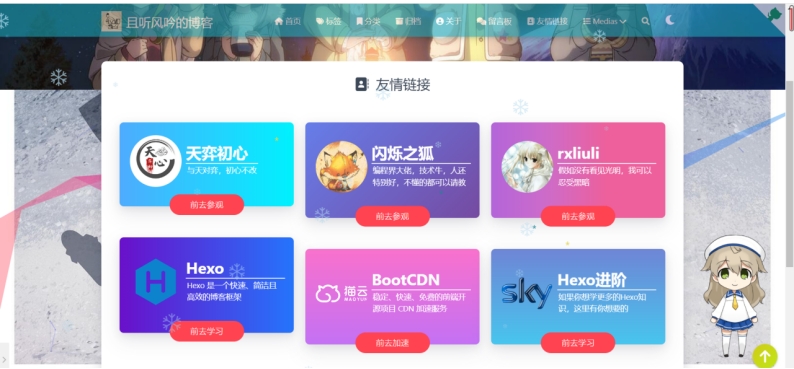 且听风吟的博客
首页
标签
分类
归档
关于
留言板
友情链接
Medias
友情链接
天弈初心
与天对弈，初心不改
前去参观
闪烁之狐
编程界大佬，技术牛，人还
特别好，不懂的都可以请教
前去参观
rxliuli
假如没有看见光明，我可以
忍受黑暗
前去参观
Hexo
Hexo 是一个快速、简洁且
高效的博客框架
前去学习
猫云
MAOYUN
BootCDN
稳定、快速、免费的前端开
源项目 CDN 加速服务
前去加速
sky
Hexo进阶
如果你想学更多的Hexo知
识，这里有你想要的
前去学习